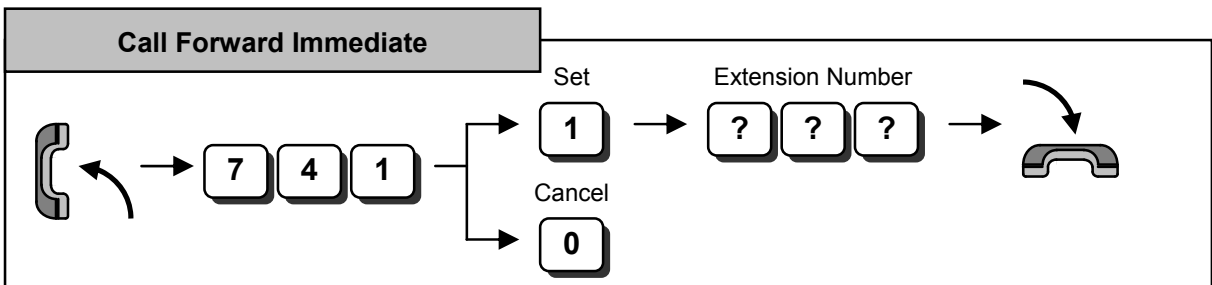 Call Forward Immediate
Set Extension Number
7 4 1 1 ? ? ?
Cancel
0